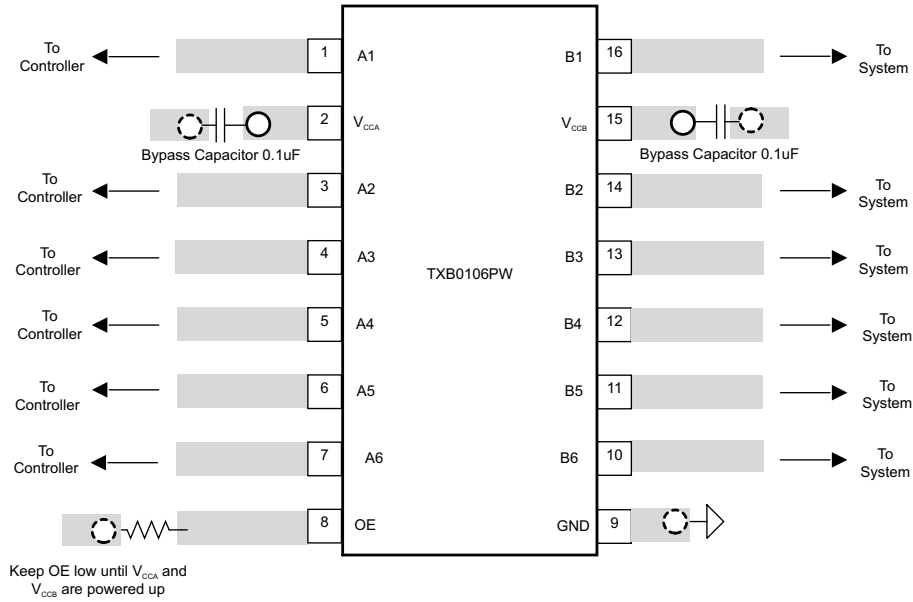 To
Controller
1
A1
B1
16
To
System
2
VCCA
VCCB
15
Bypass Capacitor 0.1uF
Bypass Capacitor 0.1uF
To
Controller
3
A2
B2
14
To
System
To
Controller
4
A3
TXB0106PW
B3
13
To
System
To
Controller
5
A4
B4
12
To
System
To
Controller
6
A5
B5
11
To
System
To
Controller
7
A6
B6
10
To
System
8
OE
GND
9
Keep OE low until VCCA and
VCCB are powered up